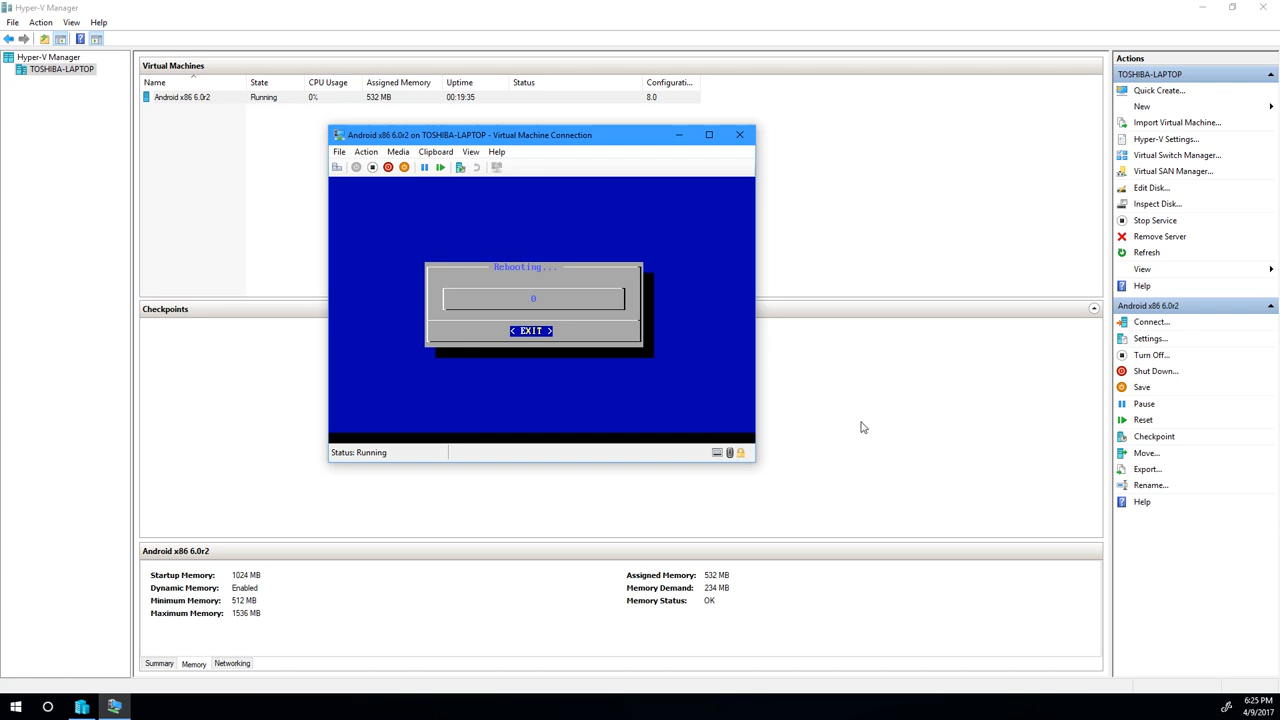 Hyper-V Manager
File Action View Help
Hyper-V Manager
TOSHIBA-LAPTOP
Virtual Machines
Name State CPU Usage Assigned Memory Uptime Status Configurati...
Android x86 6.0r2 Running 0% 532 MB 00:19:35 8.0
Android x86 6.0r2 on TOSHIBA-LAPTOP - Virtual Machine Connection
File Action Media Clipboard View Help
Rebooting...
0
< EXIT >
Status: Running
Checkpoints
Android x86 6.0r2
Startup Memory: 1024 MB Assigned Memory: 532 MB
Dynamic Memory: Enabled Memory Demand: 234 MB
Minimum Memory: 512 MB Memory Status: OK
Maximum Memory: 1536 MB
Summary Memory Networking
Actions
TOSHIBA-LAPTOP
Quick Create...
New
Import Virtual Machine...
Hyper-V Settings...
Virtual Switch Manager...
Virtual SAN Manager...
Edit Disk...
Inspect Disk...
Stop Service
Remove Server
Refresh
View
Help
Android x86 6.0r2
Connect...
Settings...
Turn Off...
Shut Down...
Save
Pause
Reset
Checkpoint
Move...
Export...
Rename...
Help
6:25 PM
4/9/2017